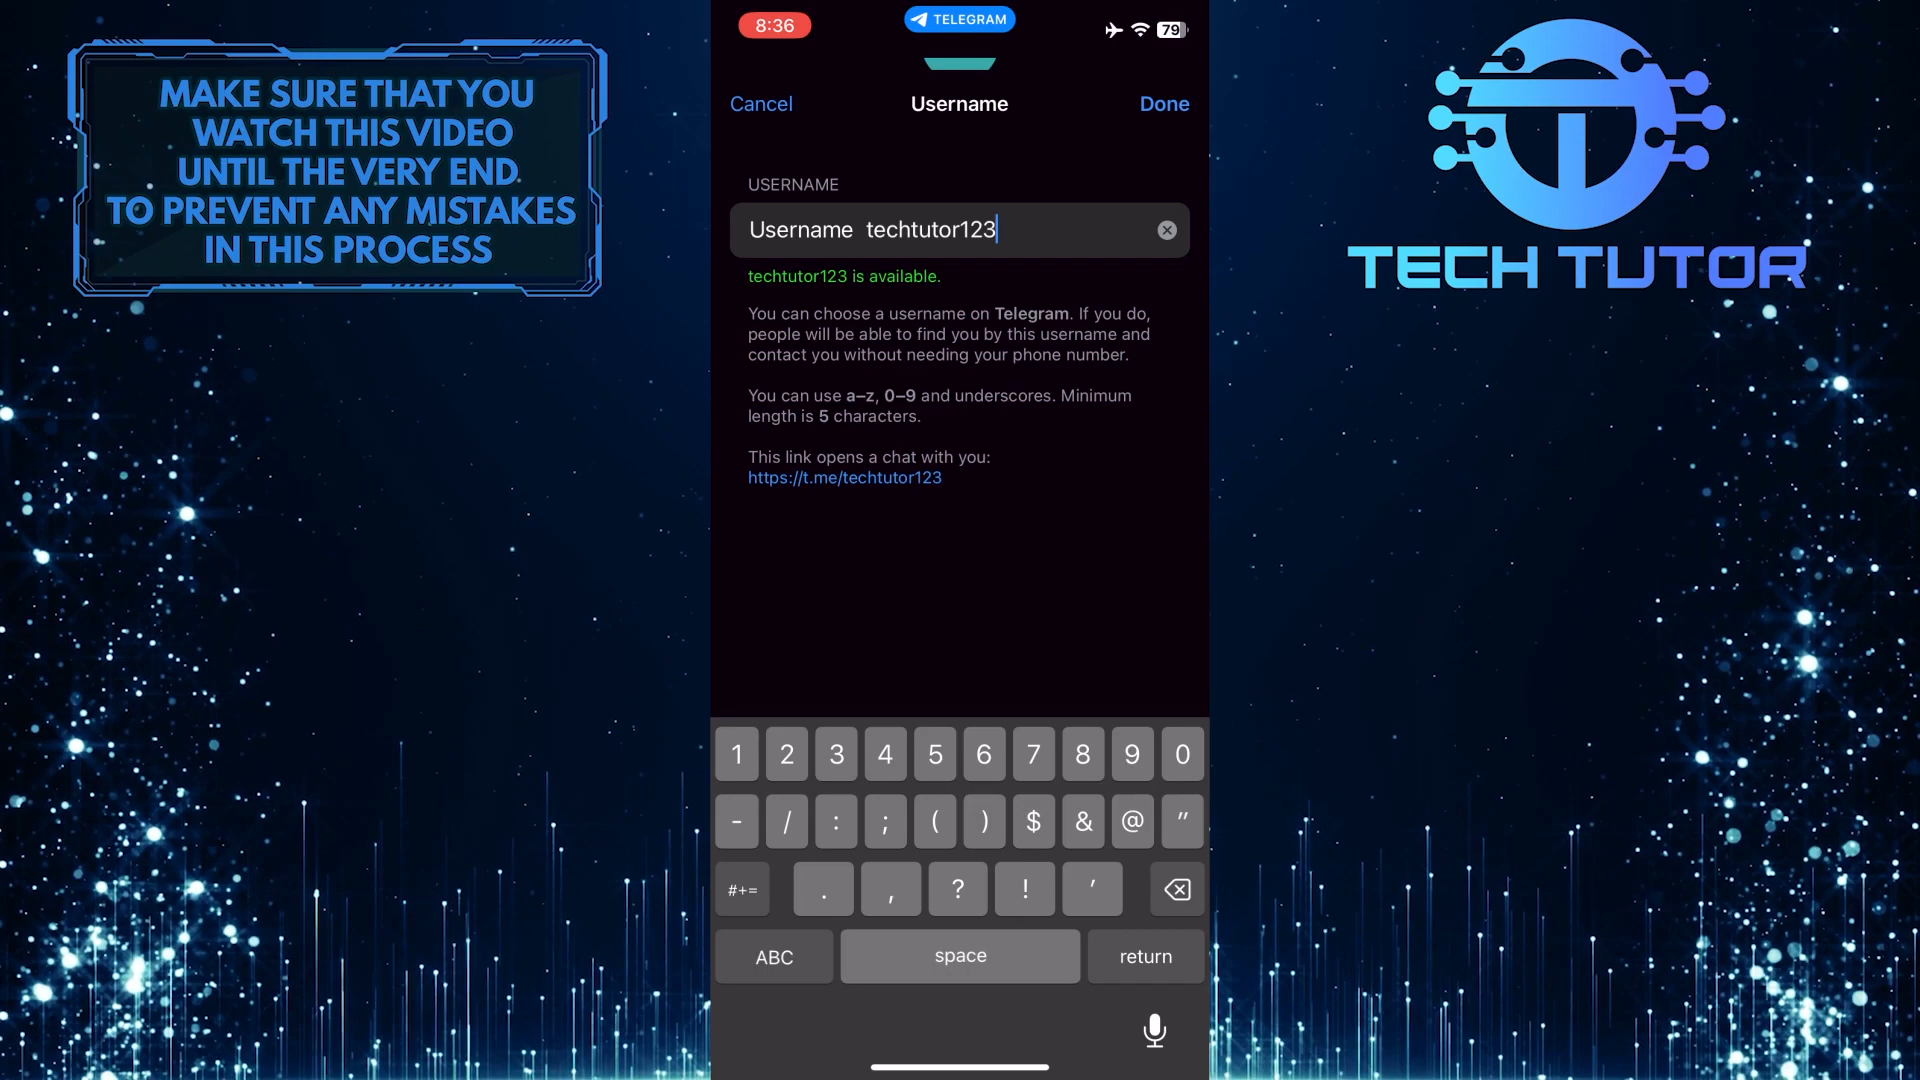 MAKE SURE THAT YOU
WATCH THIS VIDEO
UNTIL THE VERY END
TO PREVENT ANY MISTAKES
IN THIS PROCESS
8:36
TELEGRAM
79
Cancel
Username
Done
USERNAME
Username techtutor123
techtutor123 is available.
You can choose a username on Telegram. If you do,
people will be able to find you by this username and
contact you without needing your phone number.
You can use a–z, 0–9 and underscores. Minimum
length is 5 characters.
This link opens a chat with you:
https://t.me/techtutor123
1 2 3 4 5 6 7 8 9 0
- / : ; ( ) $ & @ "
#+= . , ? ! '
ABC space return
TECH TUTOR